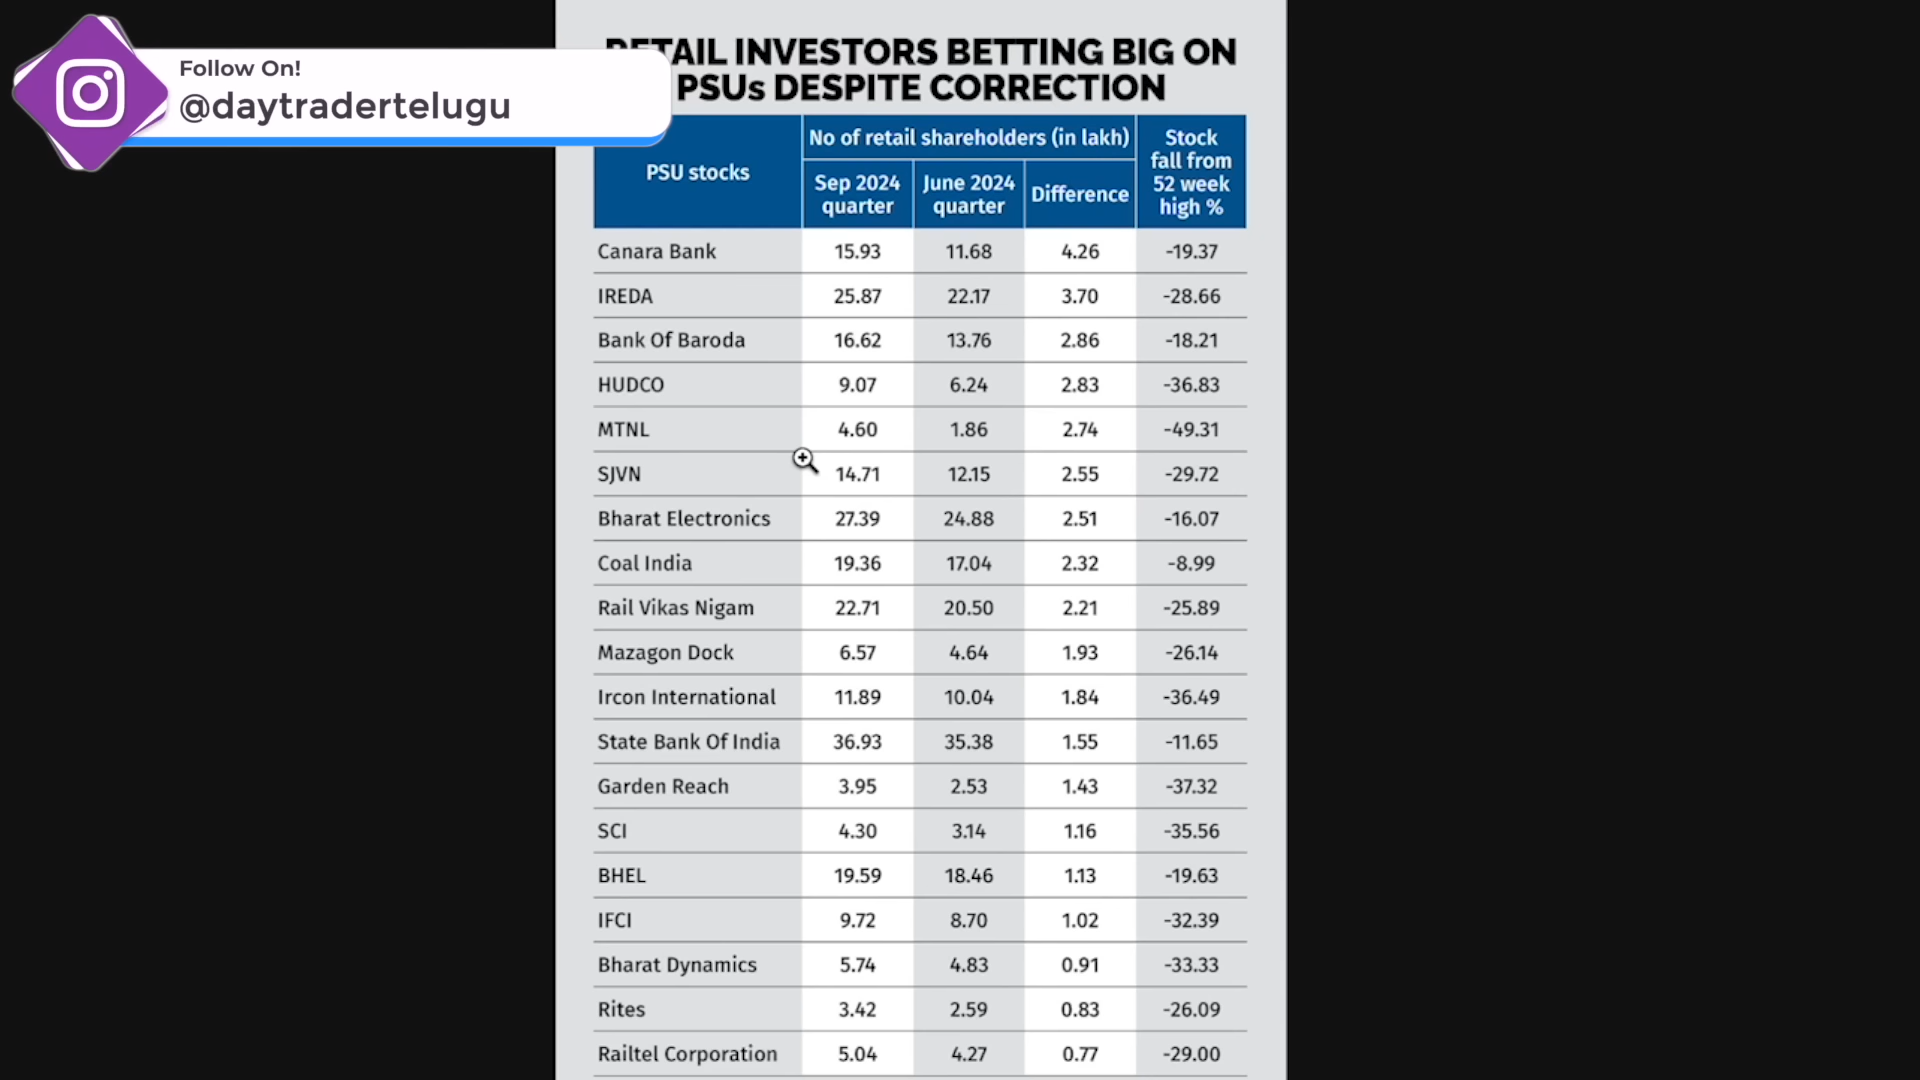 Follow On!
@daytradertelugu
RETAIL INVESTORS BETTING BIG ON
PSUs DESPITE CORRECTION
PSU stocks
No of retail shareholders (in lakh)
Sep 2024 quarter
June 2024 quarter
Difference
Stock fall from 52 week high %
Canara Bank 15.93 11.68 4.26 -19.37
IREDA 25.87 22.17 3.70 -28.66
Bank Of Baroda 16.62 13.76 2.86 -18.21
HUDCO 9.07 6.24 2.83 -36.83
MTNL 4.60 1.86 2.74 -49.31
SJVN 14.71 12.15 2.55 -29.72
Bharat Electronics 27.39 24.88 2.51 -16.07
Coal India 19.36 17.04 2.32 -8.99
Rail Vikas Nigam 22.71 20.50 2.21 -25.89
Mazagon Dock 6.57 4.64 1.93 -26.14
Ircon International 11.89 10.04 1.84 -36.49
State Bank Of India 36.93 35.38 1.55 -11.65
Garden Reach 3.95 2.53 1.43 -37.32
SCI 4.30 3.14 1.16 -35.56
BHEL 19.59 18.46 1.13 -19.63
IFCI 9.72 8.70 1.02 -32.39
Bharat Dynamics 5.74 4.83 0.91 -33.33
Rites 3.42 2.59 0.83 -26.09
Railtel Corporation 5.04 4.27 0.77 -29.00